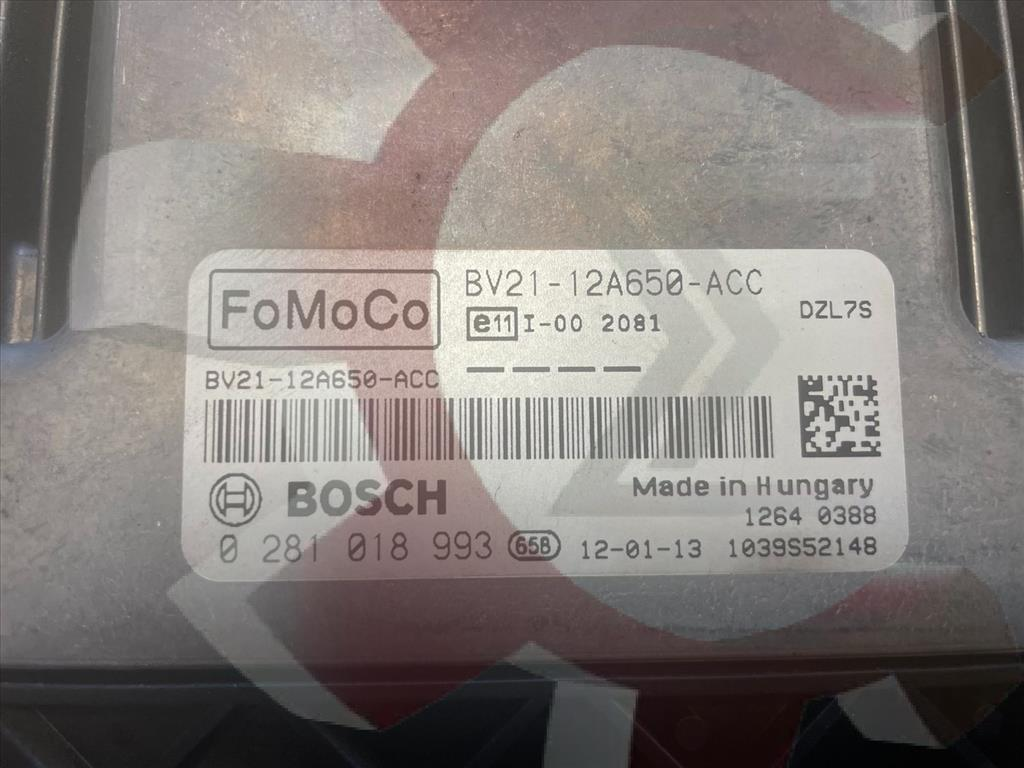 FoMoCo
BV21-12A650-ACC
e11 I-00 2081
DZL7S
BV21-12A650-ACC
BOSCH
Made in Hungary
1264 0388
0 281 018 993 65B 12-01-13 1039S52148